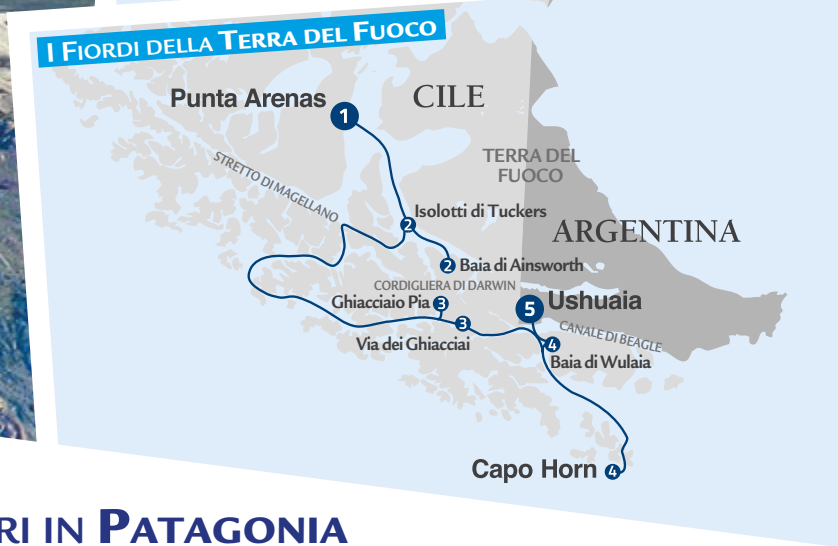 I FIORDI DELLA TERRA DEL FUOCO
Punta Arenas
1
CILE
STRETTO DI MAGELLANO
TERRA DEL
FUOCO
2
Isolotti di Tuckers
ARGENTINA
2
Baia di Ainsworth
CORDIGLIERA DI DARWIN
Ghiacciaio Pia
3
5
Ushuaia
3
Via dei Ghiacciai
CANALE DI BEAGLE
4
Baia di Wulaia
Capo Horn
4
RI IN PATAGONIA